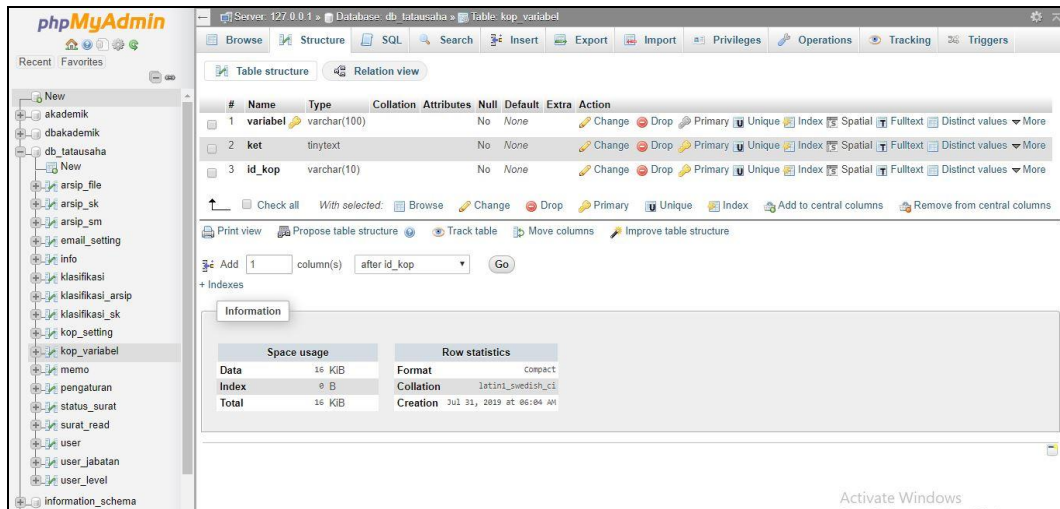 phpMyAdmin
Recent Favorites
New
akademik
dbakademik
db_tatausaha
New
arsip_file
arsip_sk
arsip_sm
email_setting
info
klasifikasi
klasifikasi_arsip
klasifikasi_sk
kop_setting
kop_variabel
memo
pengaturan
status_surat
surat_read
user
user_jabatan
user_level
information_schema
Server: 127.0.0.1 » Database: db_tatausaha » Table: kop_variabel
Browse Structure SQL Search Insert Export Import Privileges Operations Tracking Triggers
Table structure Relation view
# Name Type Collation Attributes Null Default Extra Action
1 variabel varchar(100) No None Change Drop Primary Unique Index Spatial Fulltext Distinct values More
2 ket tinytext No None Change Drop Primary Unique Index Spatial Fulltext Distinct values More
3 id_kop varchar(10) No None Change Drop Primary Unique Index Spatial Fulltext Distinct values More
Check all With selected: Browse Change Drop Primary Unique Index Add to central columns Remove from central columns
Print view Propose table structure Track table Move columns Improve table structure
Add 1 column(s) after id_kop Go
+ Indexes
Information
Space usage
Data 16 KiB
Index 0 B
Total 16 KiB
Row statistics
Format Compact
Collation latin1_swedish_ci
Creation Jul 31, 2019 at 06:04 AM
Activate Windows